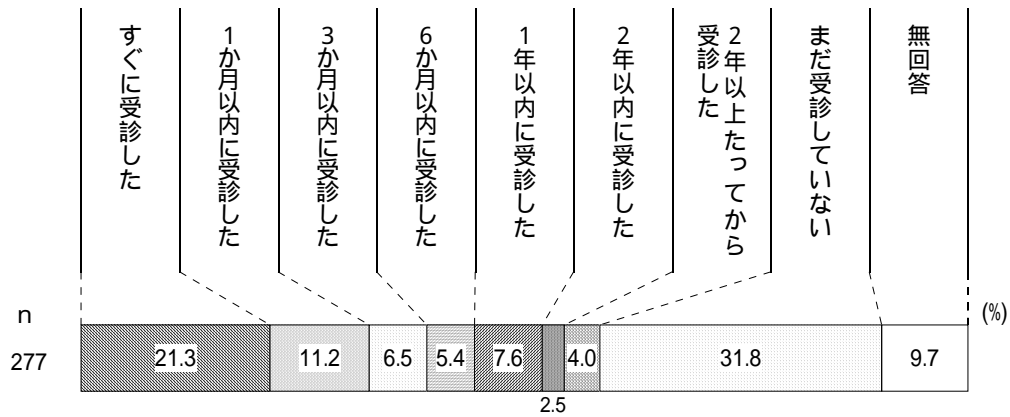 すぐに受診した
1か月以内に受診した
3か月以内に受診した
6か月以内に受診した
1年以内に受診した
2年以内に受診した
2年以上たってから
受診した
まだ受診していない
無回答
(%)
n
277
21.3
11.2
6.5
5.4
7.6
2.5
4.0
31.8
9.7